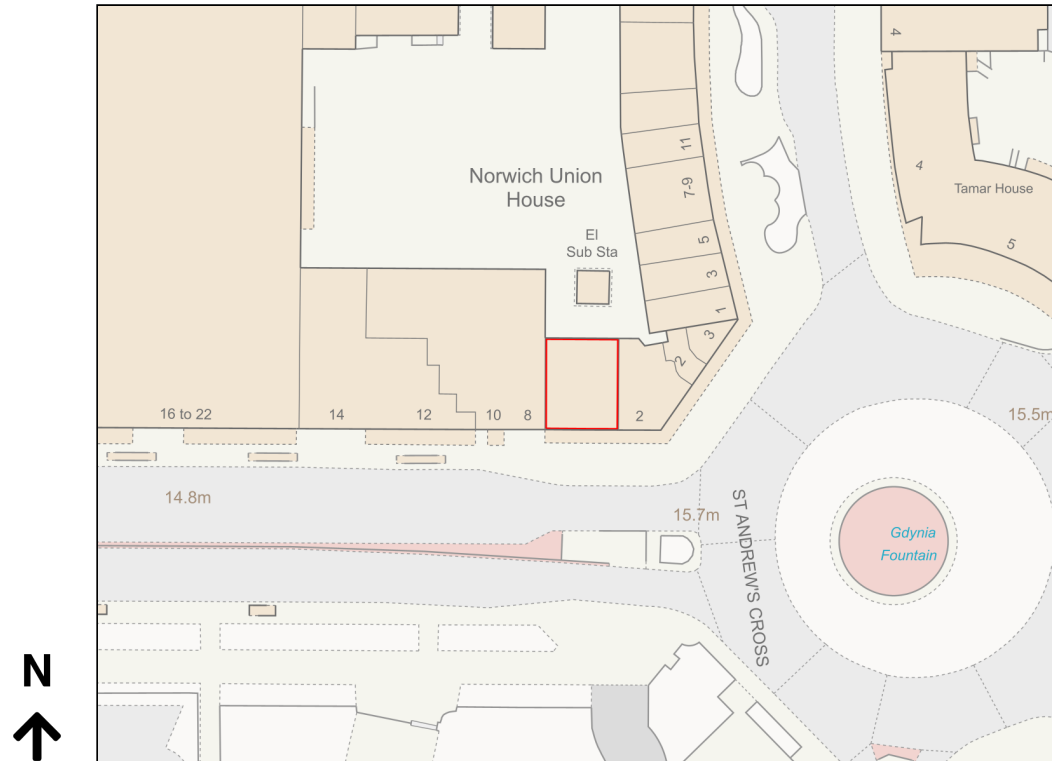 4
11
Norwich Union
House
7-9
4
Tamar House
El
Sub Sta
5
5
3
1
3
2
16 to 22
14
12
10
8
2
15.5m
14.8m
15.7m
ST ANDREW'S CROSS
Gdynia
Fountain
N